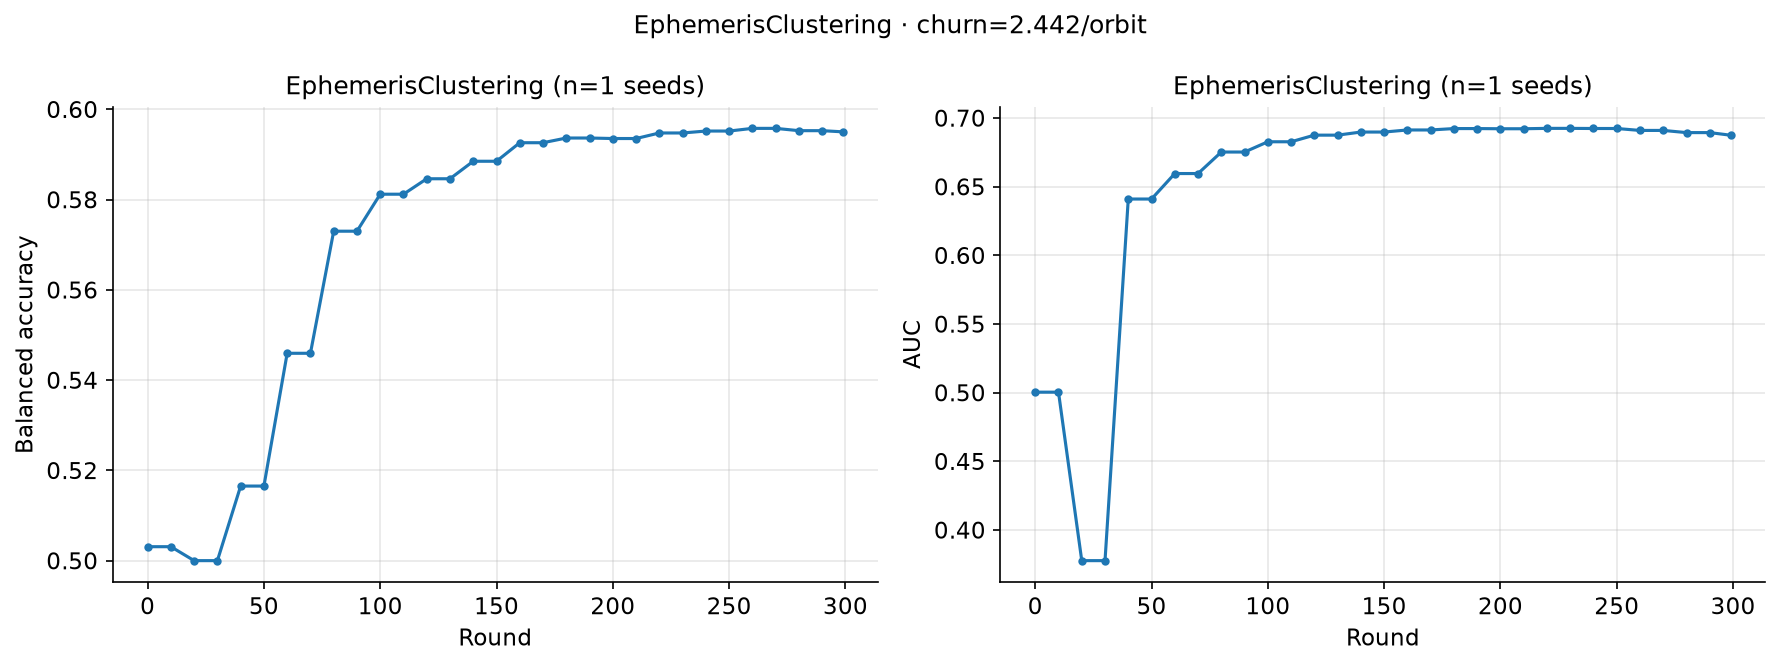 EphemerisClustering · churn=2.442/orbit
EphemerisClustering (n=1 seeds)
Balanced accuracy
0.60
0.58
0.56
0.54
0.52
0.50
0 50 100 150 200 250 300
Round
EphemerisClustering (n=1 seeds)
AUC
0.70
0.65
0.60
0.55
0.50
0.45
0.40
0 50 100 150 200 250 300
Round